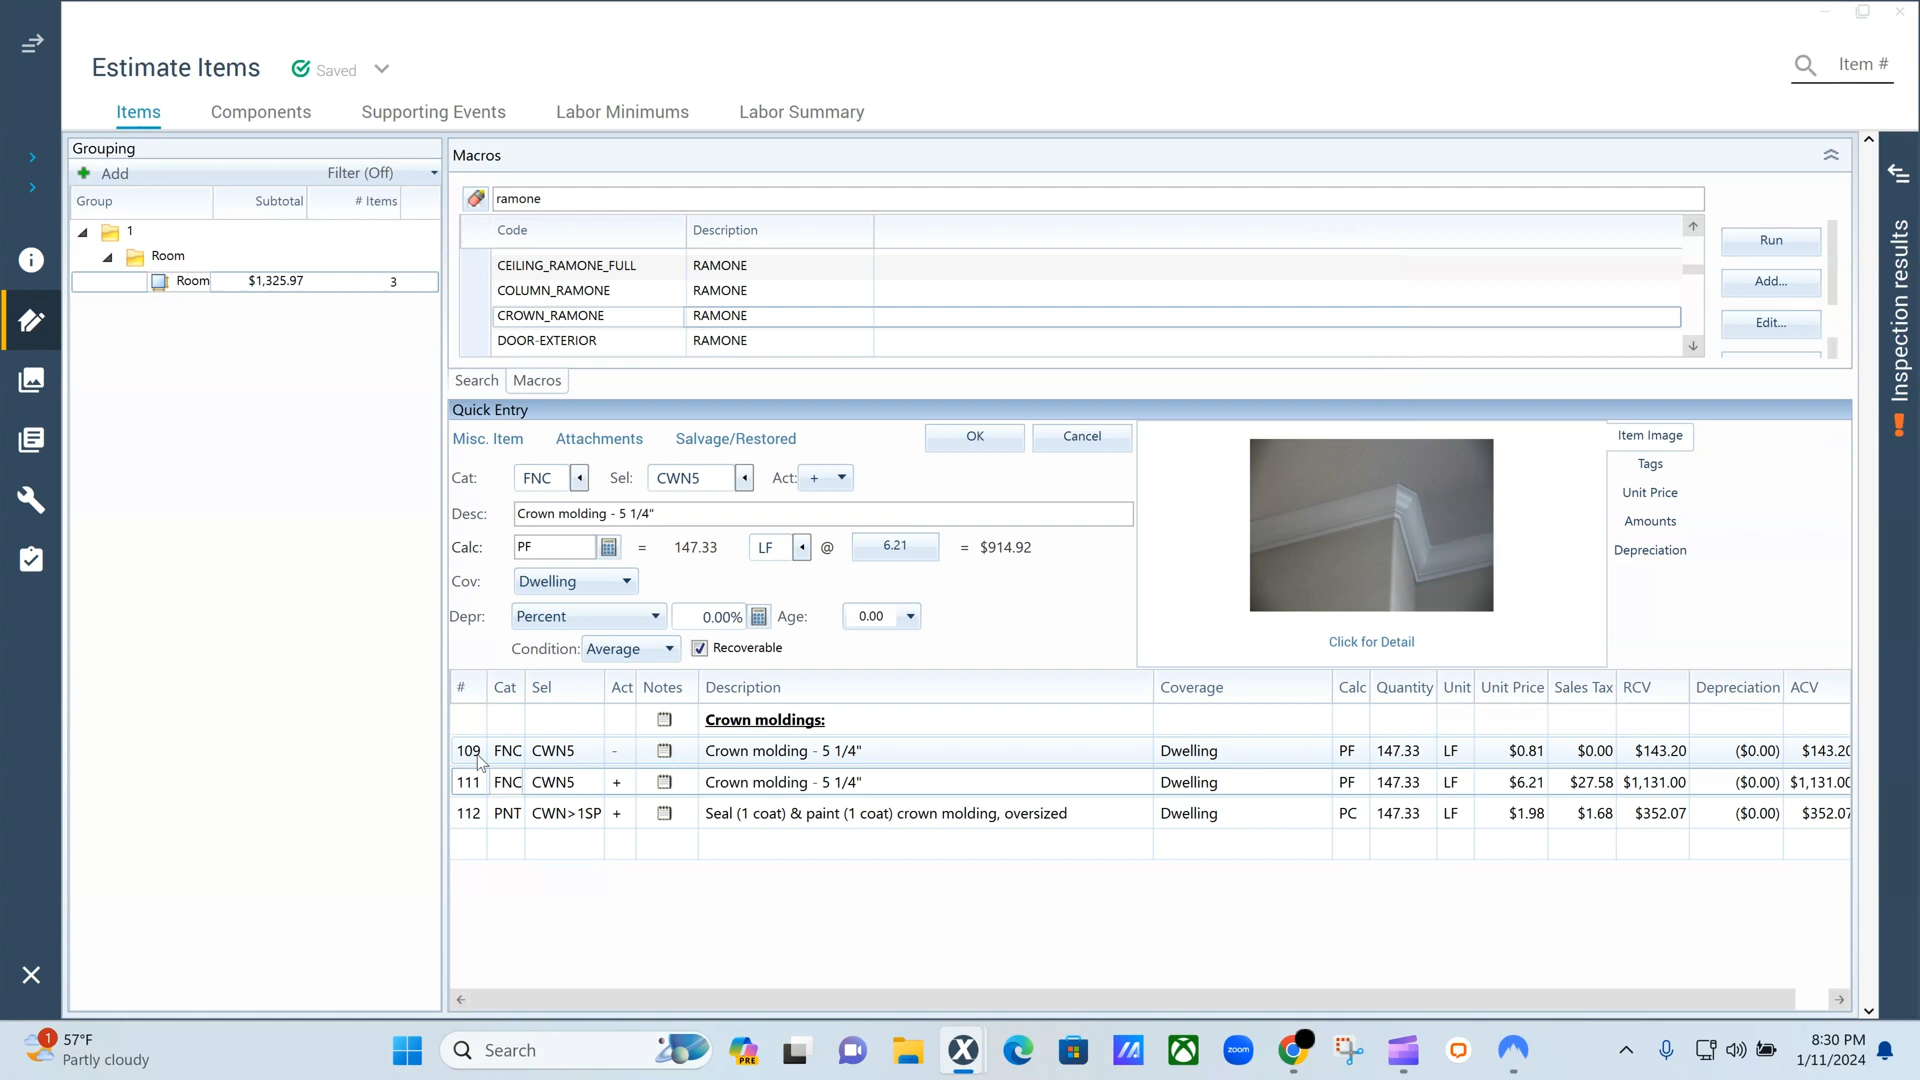 Estimate Items
Saved
Item #
Items Components Supporting Events Labor Minimums Labor Summary
Grouping
Add Filter (Off)
Group Subtotal # Items
1
Room
Room $1,325.97 3
Macros
ramone
Code Description
CEILING_RAMONE_FULL RAMONE
COLUMN_RAMONE RAMONE
CROWN_RAMONE RAMONE
DOOR-EXTERIOR RAMONE
Run
Add...
Edit...
Search Macros
Quick Entry
Misc. Item Attachments Salvage/Restored OK Cancel
Cat: FNC Sel: CWN5 Act: +
Desc: Crown molding - 5 1/4"
Calc: PF = 147.33 LF @ 6.21 = $914.92
Cov: Dwelling
Depr: Percent 0.00% Age: 0.00
Condition: Average Recoverable
Click for Detail
Item Image
Tags
Unit Price
Amounts
Depreciation
# Cat Sel Act Notes Description Coverage Calc Quantity Unit Unit Price Sales Tax RCV Depreciation ACV
Crown moldings:
109 FNC CWN5 - Crown molding - 5 1/4" Dwelling PF 147.33 LF $0.81 $0.00 $143.20 ($0.00) $143.20
111 FNC CWN5 + Crown molding - 5 1/4" Dwelling PF 147.33 LF $6.21 $27.58 $1,131.00 ($0.00) $1,131.00
112 PNT CWN>1SP + Seal (1 coat) & paint (1 coat) crown molding, oversized Dwelling PC 147.33 LF $1.98 $1.68 $352.07 ($0.00) $352.07
Inspection results
1
57°F
Partly cloudy
Search
PRE
zoom
8:30 PM
1/11/2024